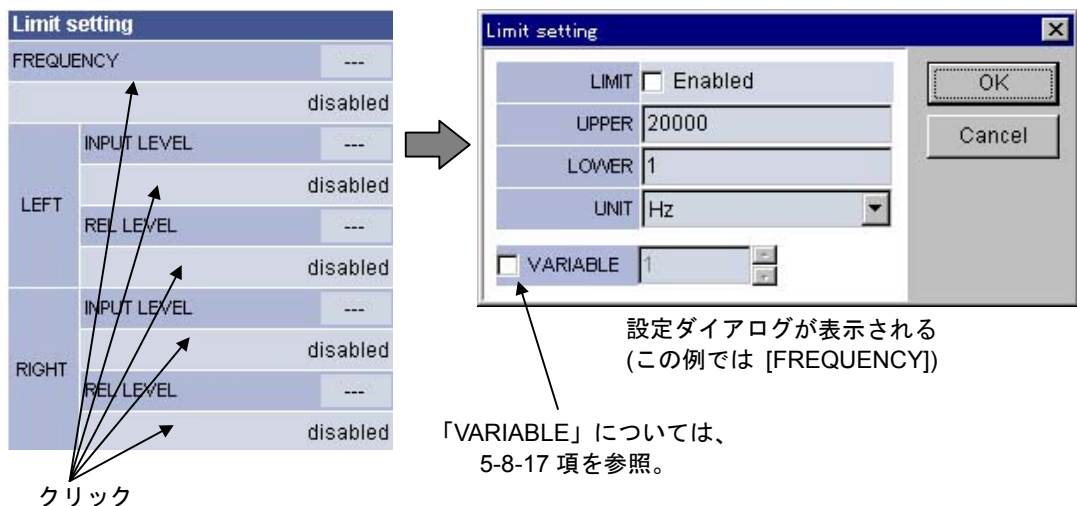 Limit setting
FREQUENCY ---
disabled
LEFT
INPUT LEVEL ---
disabled
REL LEVEL ---
disabled
RIGHT
INPUT LEVEL ---
disabled
REL LEVEL ---
disabled
クリック
Limit setting
LIMIT Enabled
UPPER 20000
LOWER 1
UNIT Hz
VARIABLE 1
OK
Cancel
設定ダイアログが表示される
(この例では [FREQUENCY])
「VARIABLE」については、
5-8-17 項を参照。